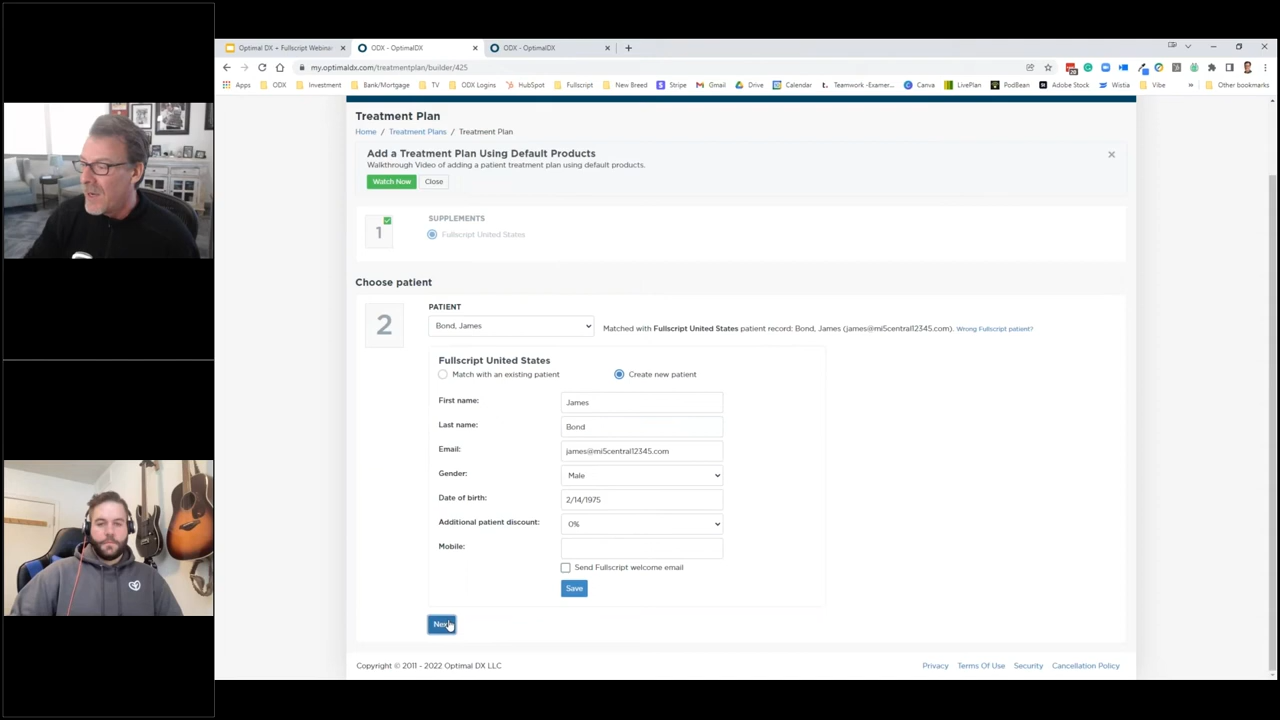 Optimal DX + Fullscript Webina
ODX - OptimalDX
ODX - OptimalDX
my.optimaldx.com/treatmentplan/builder/425
Apps ODX Investment Bank/Mortgage TV ODX Logins HubSpot Fullscript New Breed Stripe Gmail Drive Calendar Teamwork -Examer... Canva LivePlan PodBean Adobe Stock Wistia Vibe » Other bookmarks
Treatment Plan
Home / Treatment Plans / Treatment Plan
Add a Treatment Plan Using Default Products
Walkthrough Video of adding a patient treatment plan using default products.
Watch Now Close
1
SUPPLEMENTS
Fullscript United States
Choose patient
2
PATIENT
Bond, James
Matched with Fullscript United States patient record: Bond, James (james@mi5central12345.com). Wrong Fullscript patient?
Fullscript United States
Match with an existing patient Create new patient
First name: James
Last name: Bond
Email: james@mi5central12345.com
Gender: Male
Date of birth: 2/14/1975
Additional patient discount: 0%
Mobile:
Send Fullscript welcome email
Save
Next
Copyright © 2011 - 2022 Optimal DX LLC
Privacy Terms Of Use Security Cancellation Policy